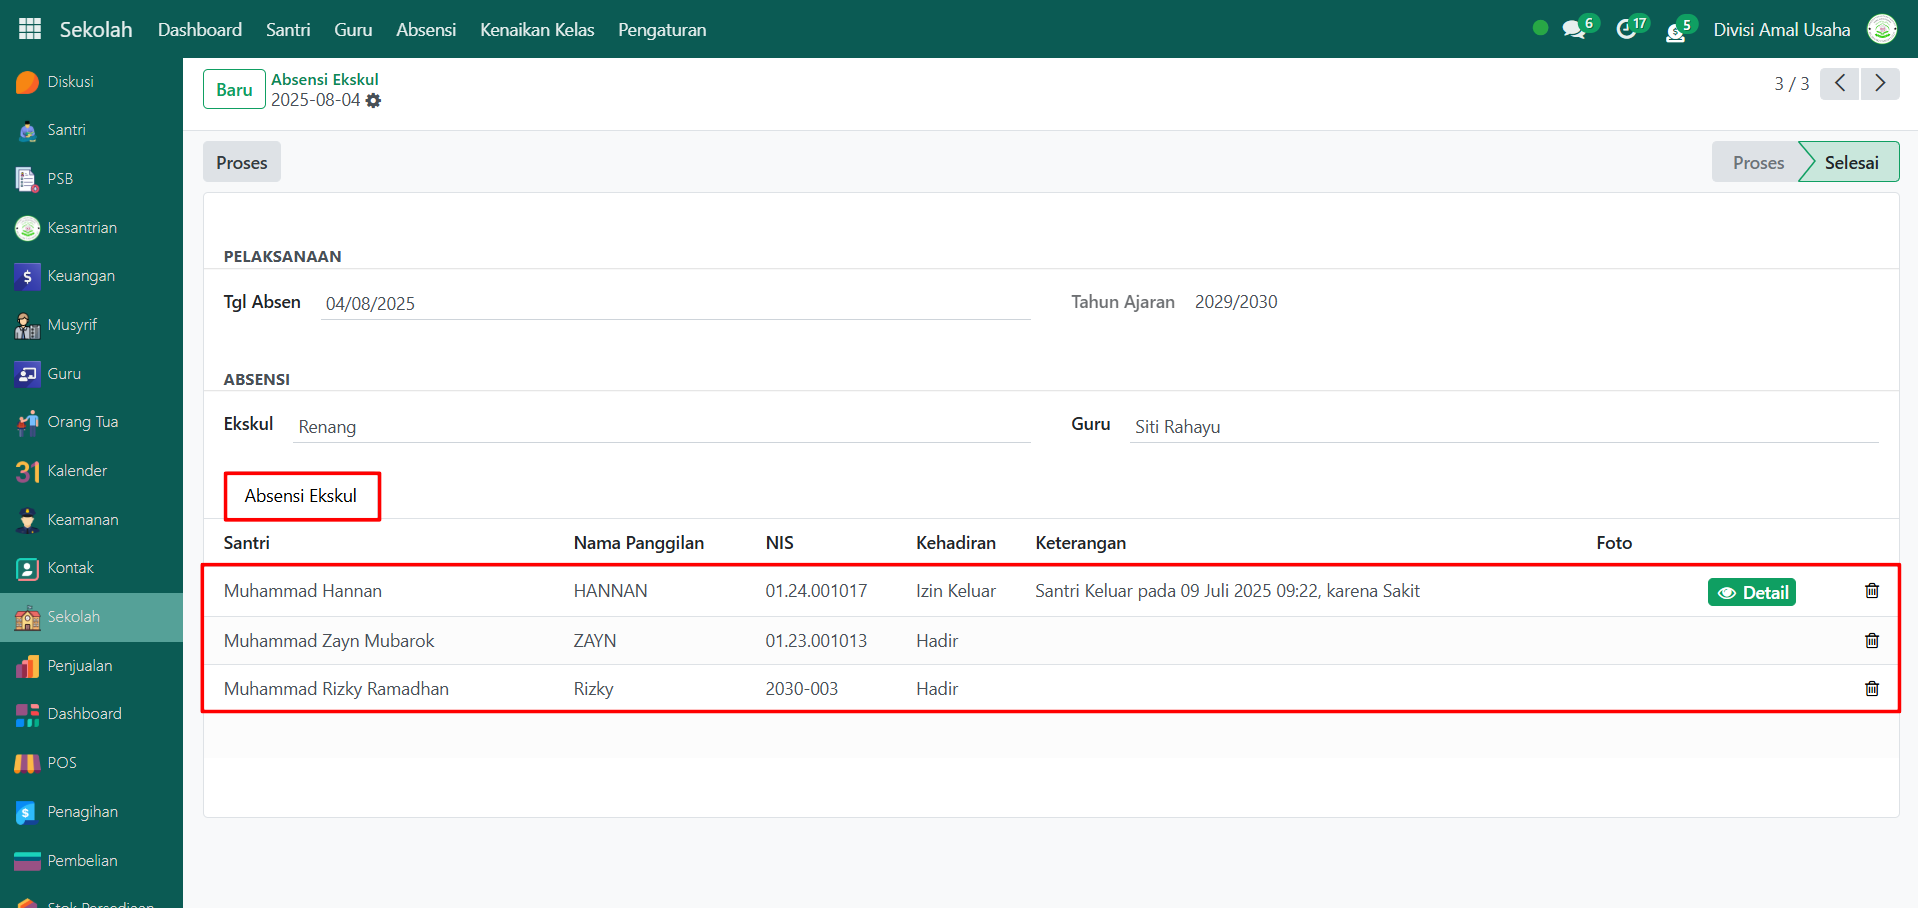 Sekolah Dashboard Santri Guru Absensi Kenaikan Kelas Pengaturan 6 17 5 Divisi Amal Usaha
Diskusi
Santri
PSB
Kesantrian
Keuangan
Musyrif
Guru
Orang Tua
31 Kalender
Keamanan
Kontak
Sekolah
Penjualan
Dashboard
POS
Penagihan
Pembelian
Stok Persediaan
Baru
Absensi Ekskul
2025-08-04
3 / 3
Proses
Proses Selesai
PELAKSANAAN
Tgl Absen 04/08/2025 Tahun Ajaran 2029/2030
ABSENSI
Ekskul Renang Guru Siti Rahayu
Absensi Ekskul
Santri Nama Panggilan NIS Kehadiran Keterangan Foto
Muhammad Hannan HANNAN 01.24.001017 Izin Keluar Santri Keluar pada 09 Juli 2025 09:22, karena Sakit Detail
Muhammad Zayn Mubarok ZAYN 01.23.001013 Hadir
Muhammad Rizky Ramadhan Rizky 2030-003 Hadir